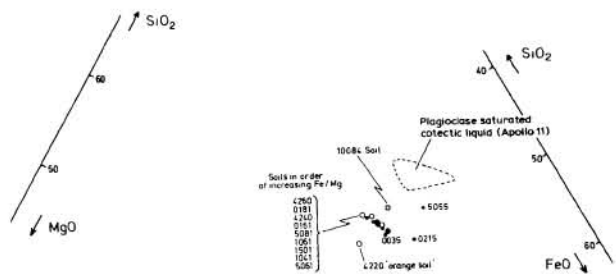 SiO2
60
50
MgO
SiO2
40
Plagioclase saturated
cotectic liquid (Apollo 11)
50
10084 Soil
Soils in order
of increasing Fe/Mg
4260
0181
4240
0161
5081
1061
1501
1041
5061
5055
0035
0215
4220 'orange soil'
60
FeO